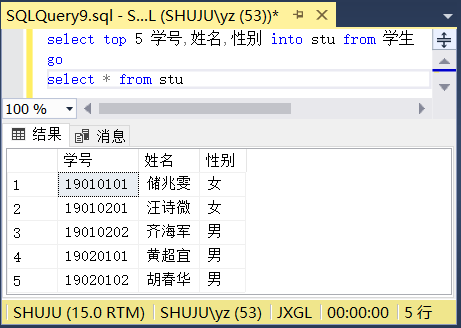 SQLQuery9.sql - S...L (SHUJU\yz (53))*
select top 5 学号,姓名,性别 into stu from 学生
go
select * from stu
100 %
结果 消息
学号 姓名 性别
1 19010101 储兆雯 女
2 19010201 汪诗微 女
3 19010202 齐海军 男
4 19020101 黄超宜 男
5 19020102 胡春华 男
SHUJU (15.0 RTM) SHUJU\yz (53) JXGL 00:00:00 5 行